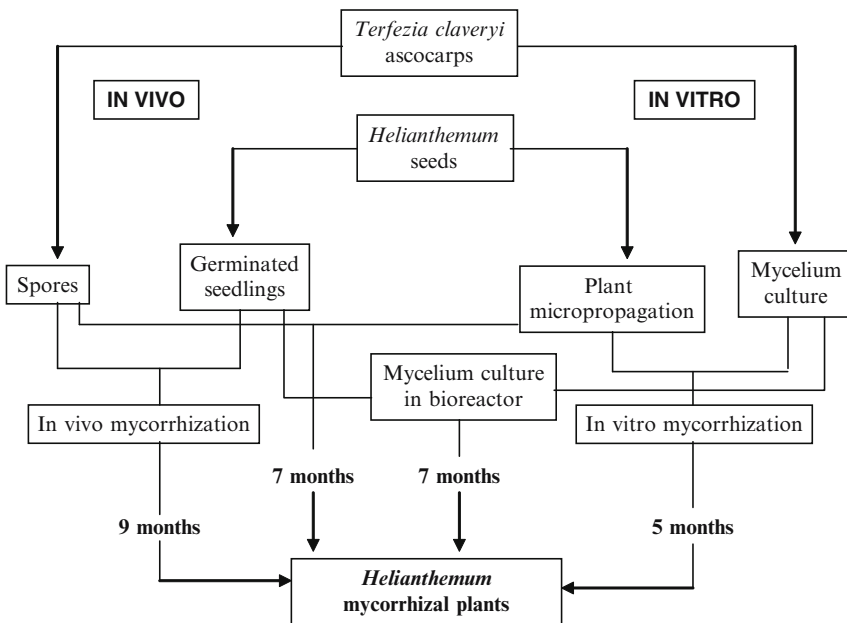 Terfezia claveryi
ascocarps
IN VIVO
IN VITRO
Helianthemum
seeds
Spores
Germinated
seedlings
Plant
micropropagation
Mycelium
culture
Mycelium culture
in bioreactor
In vivo mycorrhization
In vitro mycorrhization
7 months
7 months
9 months
5 months
Helianthemum
mycorrhizal plants